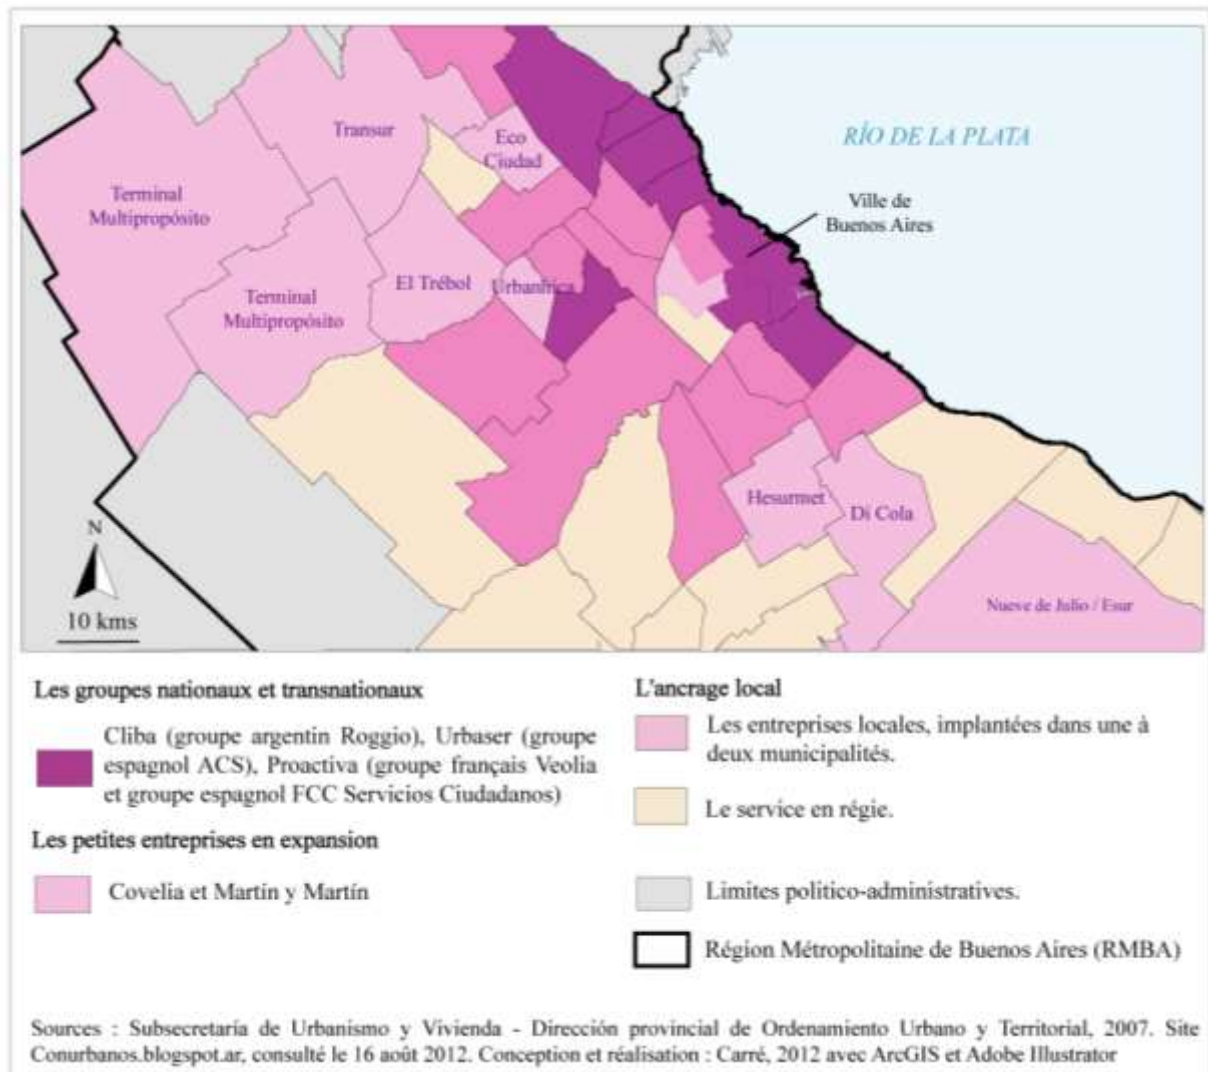 Transur
Eco
Ciudad
RÍO DE LA PLATA
Terminal
Multipropósito
Ville de
Buenos Aires
El Trébol
Urbanfrica
Terminal
Multipropósito
Hesurmet
Di Cola
Nueve de Julio / Esur
N
10 kms
Les groupes nationaux et transnationaux
Cliba (groupe argentin Roggio), Urbaser (groupe
espagnol ACS), Proactiva (groupe français Veolia
et groupe espagnol FCC Servicios Ciudadanos)
Les petites entreprises en expansion
Covelia et Martín y Martín
L'ancrage local
Les entreprises locales, implantées dans une à
deux municipalités.
Le service en régie.
Limites politico-administratives.
Région Métropolitaine de Buenos Aires (RMBA)
Sources : Subsecretaría de Urbanismo y Vivienda - Dirección provincial de Ordenamiento Urbano y Territorial, 2007. Site
Conurbanos.blogspot.ar, consulté le 16 août 2012. Conception et réalisation : Carré, 2012 avec ArcGIS et Adobe Illustrator